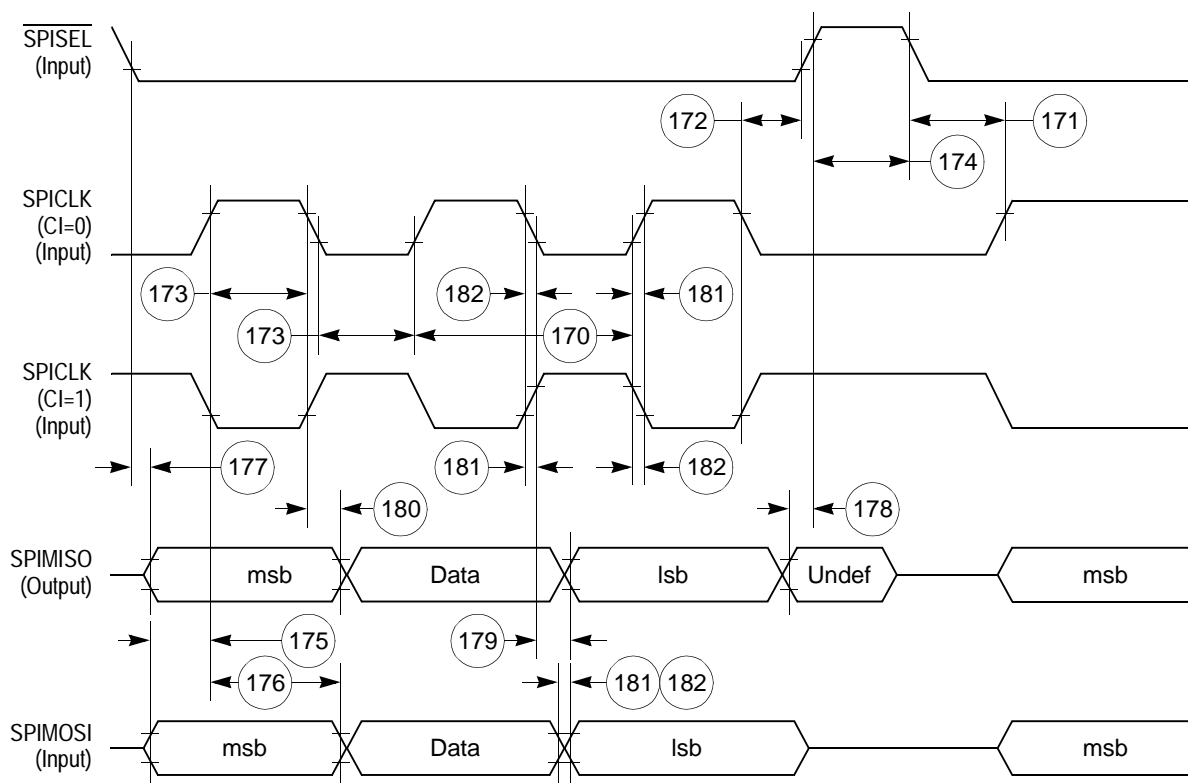 SPISEL
(Input)
172
171
174
SPICLK
(CI=0)
(Input)
173
182
181
173
170
SPICLK
(CI=1)
(Input)
177
181
182
180
178
SPIMISO
(Output)
msb
Data
lsb
Undef
msb
175
179
176
181
182
SPIMOSI
(Input)
msb
Data
lsb
msb